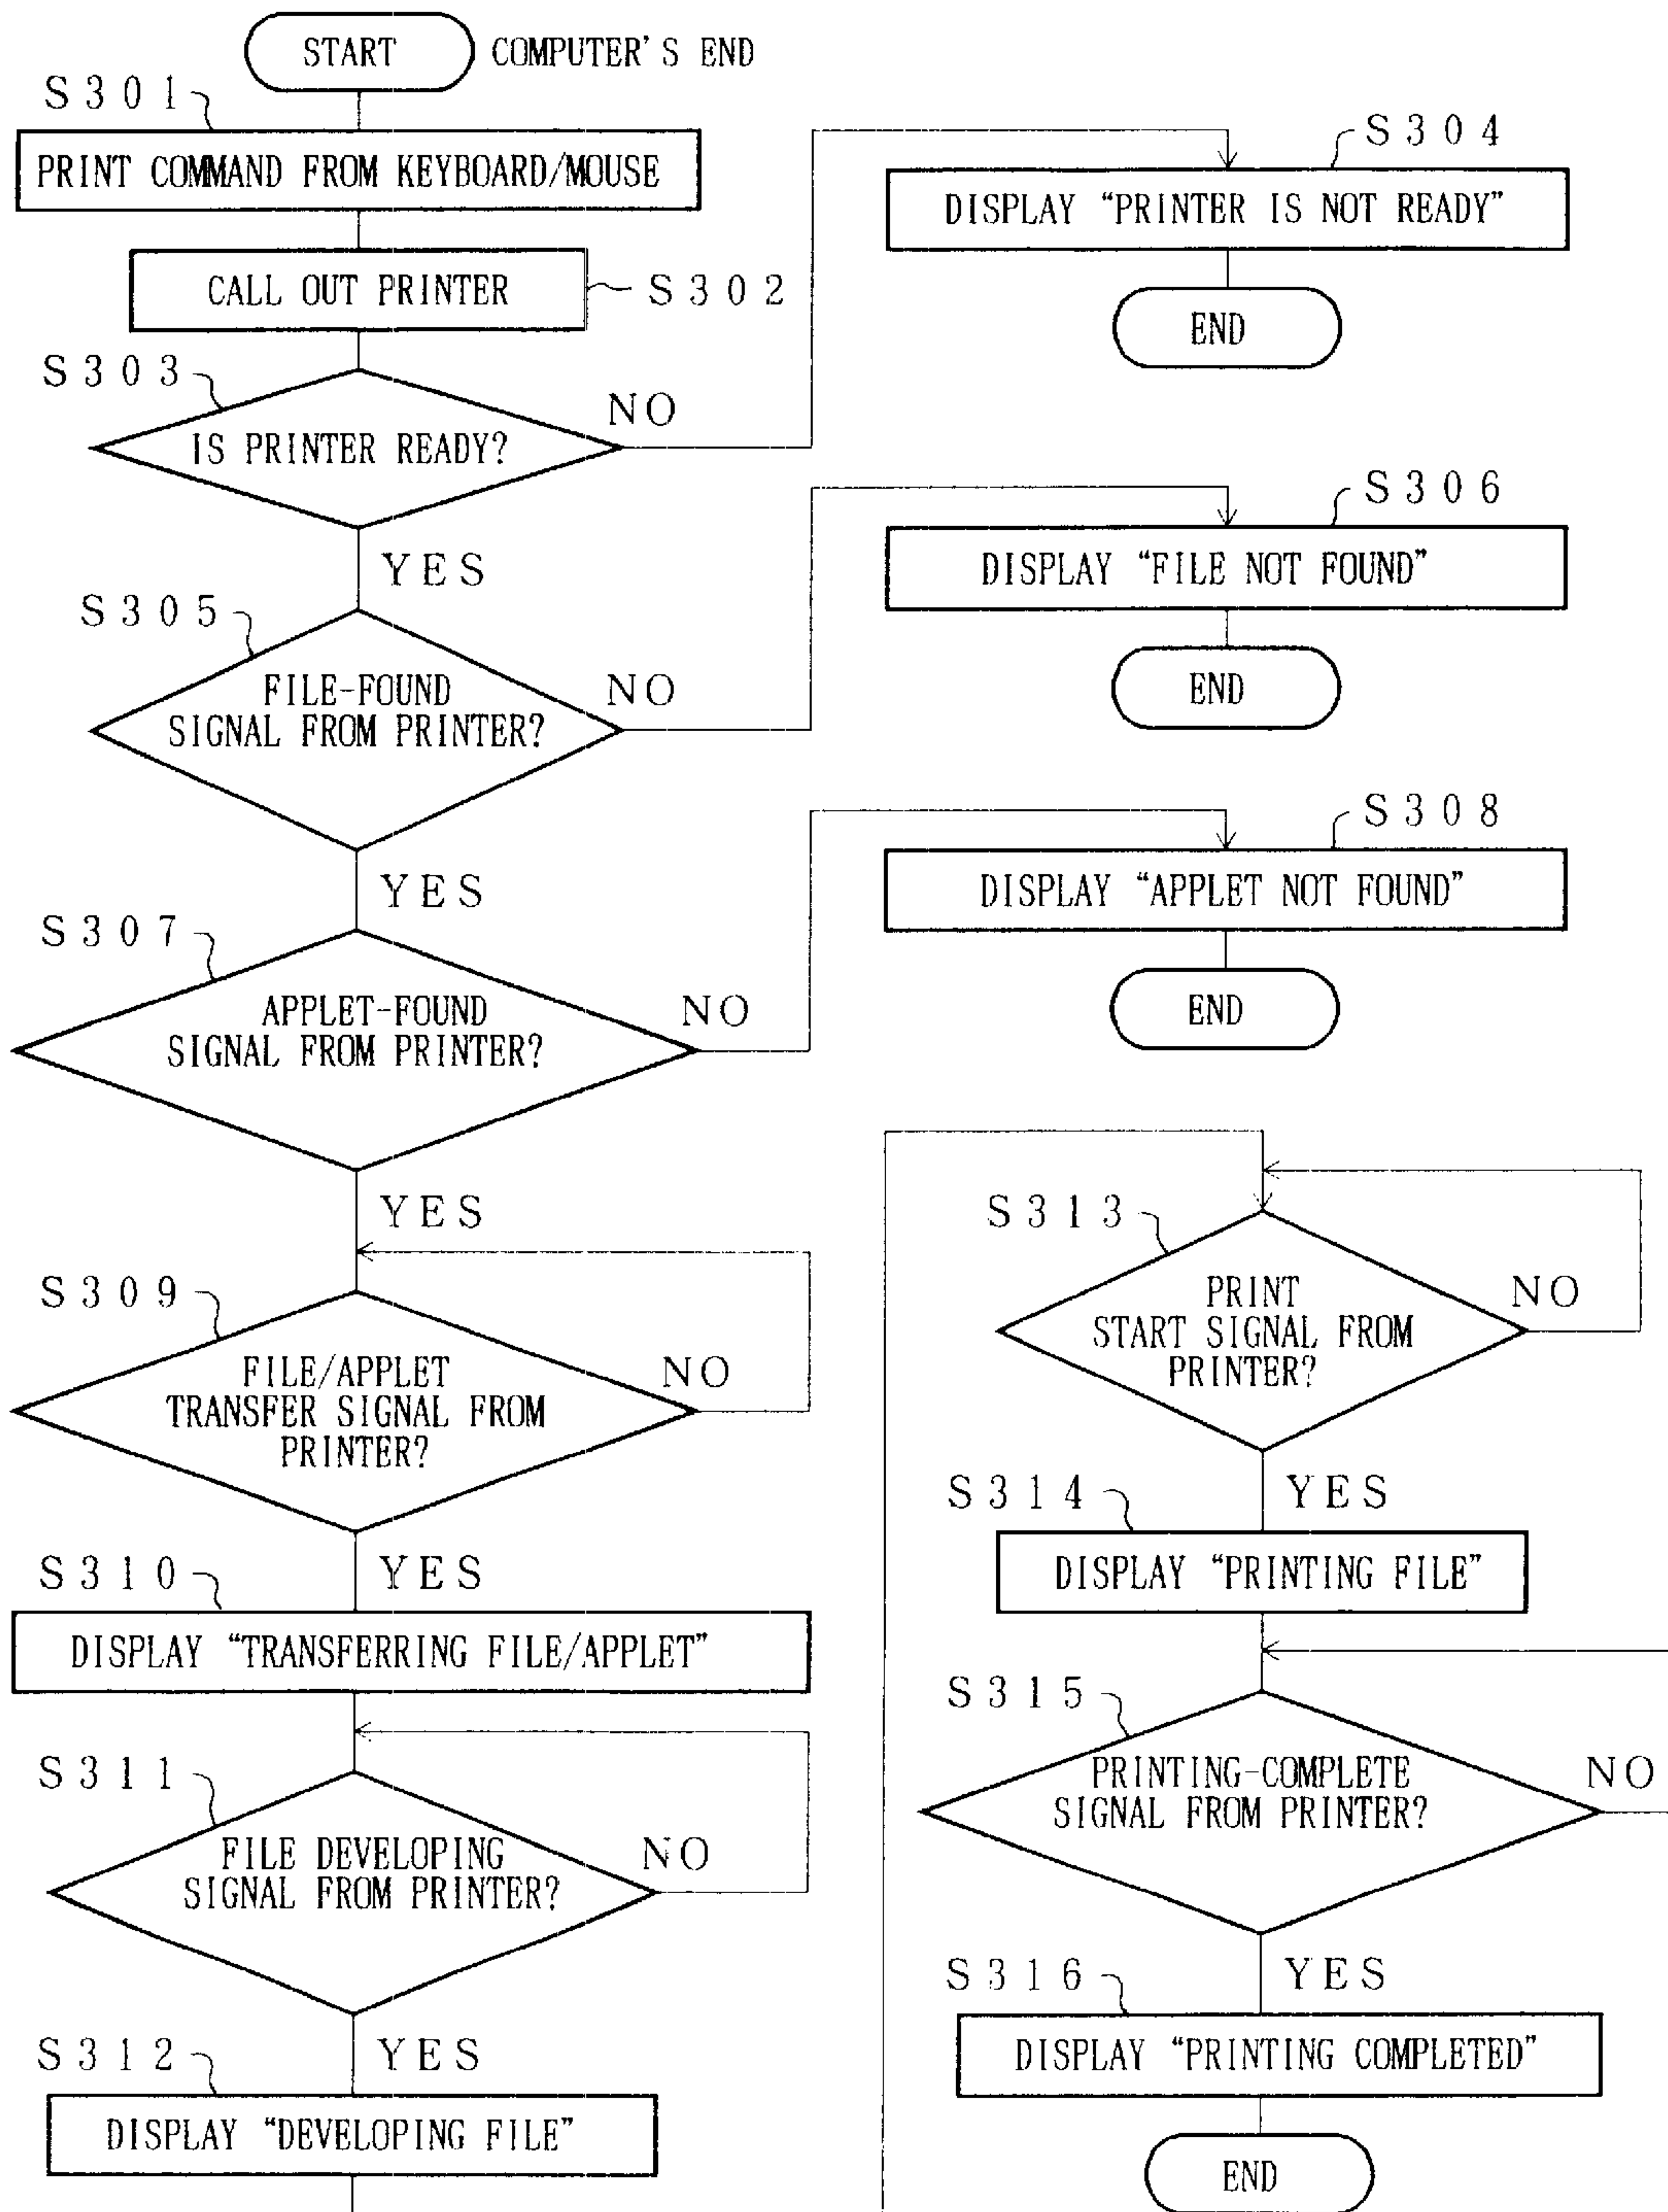 START
COMPUTER'S END
S301
PRINT COMMAND FROM KEYBOARD/MOUSE
CALL OUT PRINTER
S302
S303
IS PRINTER READY?
NO
S304
DISPLAY “PRINTER IS NOT READY”
END
YES
S305
FILE-FOUND
SIGNAL FROM PRINTER?
NO
S306
DISPLAY “FILE NOT FOUND”
END
YES
S307
APPLET-FOUND
SIGNAL FROM PRINTER?
NO
S308
DISPLAY “APPLET NOT FOUND”
END
YES
S309
FILE/APPLET
TRANSFER SIGNAL FROM
PRINTER?
NO
YES
S310
DISPLAY “TRANSFERRING FILE/APPLET”
S311
FILE DEVELOPING
SIGNAL FROM PRINTER?
NO
YES
S312
DISPLAY “DEVELOPING FILE”
S313
PRINT
START SIGNAL FROM
PRINTER?
NO
YES
S314
DISPLAY “PRINTING FILE”
S315
PRINTING-COMPLETE
SIGNAL FROM PRINTER?
NO
YES
S316
DISPLAY “PRINTING COMPLETED”
END